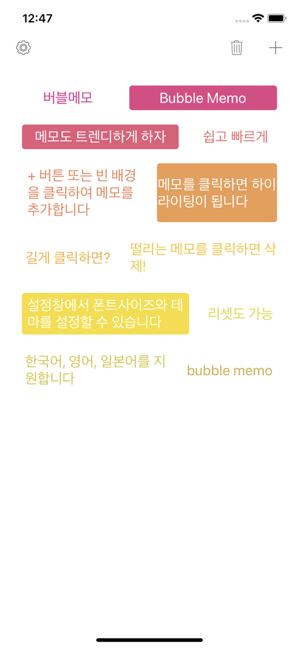 12:47
버블메모
Bubble Memo
메모도 트렌디하게 하자
쉽고 빠르게
+ 버튼 또는 빈 배경
을 클릭하여 메모를
추가합니다
메모를 클릭하면 하이
라이팅이 됩니다
길게 클릭하면?
떨리는 메모를 클릭하면 삭
제!
설정창에서 폰트사이즈와 테
마를 설정할 수 있습니다
리셋도 가능
한국어, 영어, 일본어를 지
원합니다
bubble memo